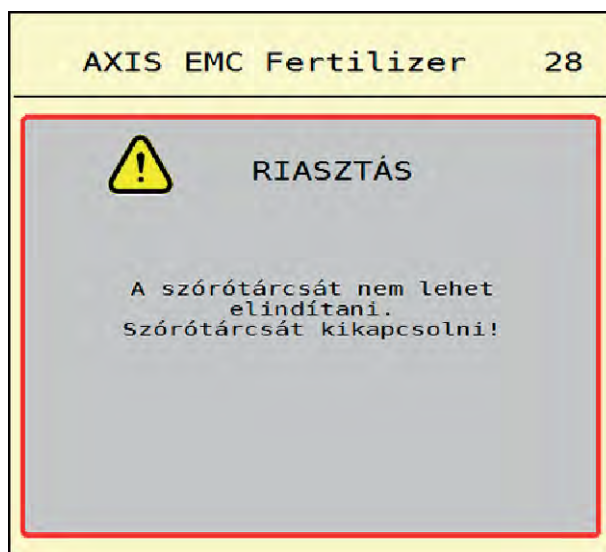 AXIS EMC Fertilizer 28
RIASZTÁS
A szórótárcsát nem lehet
elindítani.
Szórótárcsát kikapcsolni!